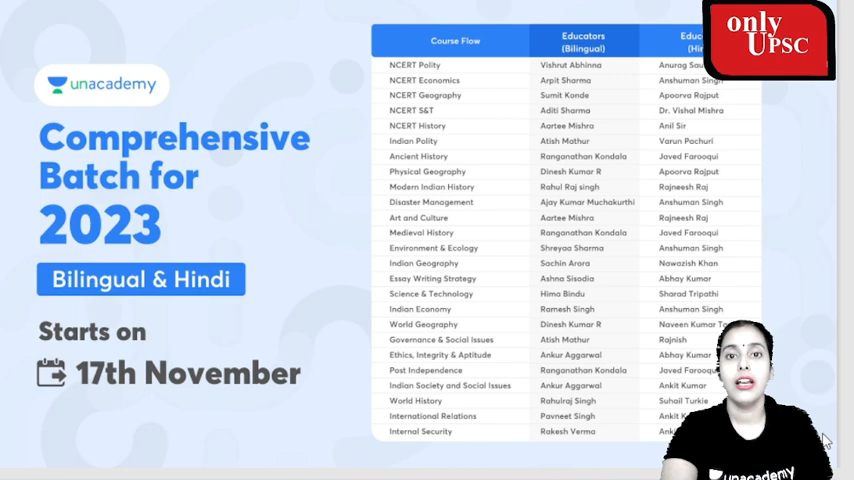 only
UPSC
unacademy
Comprehensive
Batch for
2023
Bilingual & Hindi
Starts on
17th November
Course Flow Educators (Bilingual)
NCERT Polity Vishrut Abhinna Anurag
NCERT Economics Arpit Sharma Anshuman Singh
NCERT Geography Sumit Konde Apoorva Rajput
NCERT S&T Aditi Sharma Dr. Vishal Mishra
NCERT History Aartee Mishra Anil Sir
Indian Polity Atish Mathur Varun Pachuri
Ancient History Ranganathan Kondala Javed Farooqui
Physical Geography Dinesh Kumar R Apoorva Rajput
Modern Indian History Rahul Raj singh Rajneesh Raj
Disaster Management Ajay Kumar Muchakurthi Anshuman Singh
Art and Culture Aartee Mishra Rajneesh Raj
Medieval History Ranganathan Kondala Javed Farooqui
Environment & Ecology Shreyaa Sharma Anshuman Singh
Indian Geography Sachin Arora Nawazish Khan
Essay Writing Strategy Ashna Sisodia Abhay Kumar
Science & Technology Hima Bindu Sharad Tripathi
Indian Economy Ramesh Singh Anshuman Singh
World Geography Dinesh Kumar R Naveen Kumar
Governance & Social Issues Atish Mathur Rajnish
Ethics, Integrity & Aptitude Ankur Aggarwal Abhay Kumar
Post Independence Ranganathan Kondala Javed
Indian Society and Social Issues Ankur Aggarwal Ankit Kumar
World History Rahulraj Singh Suhail Turkie
International Relations Pavneet Singh Ankit
Internal Security Rakesh Verma
unacademy